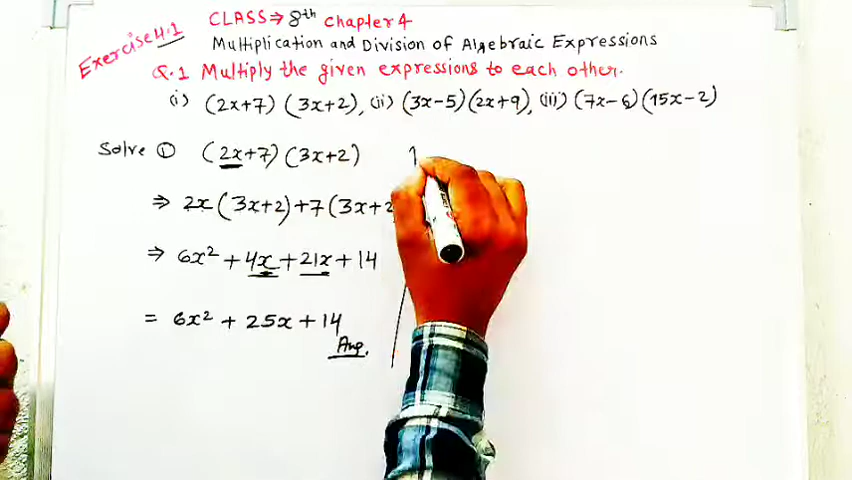 CLASS⇒ 8th Chapter 4
Exercise 4.1
Multiplication and Division of Algebraic Expressions
Q.1 Multiply the given expressions to each other.
(i) (2x+7) (3x+2), (ii) (3x-5)(2x+9), (iii) (7x-6)(15x-2)
Solve ① (2x+7)(3x+2)
⇒ 2x(3x+2)+7(3x+2
⇒ 6x² + 4x + 21x + 14
= 6x² + 25x + 14
Ans.